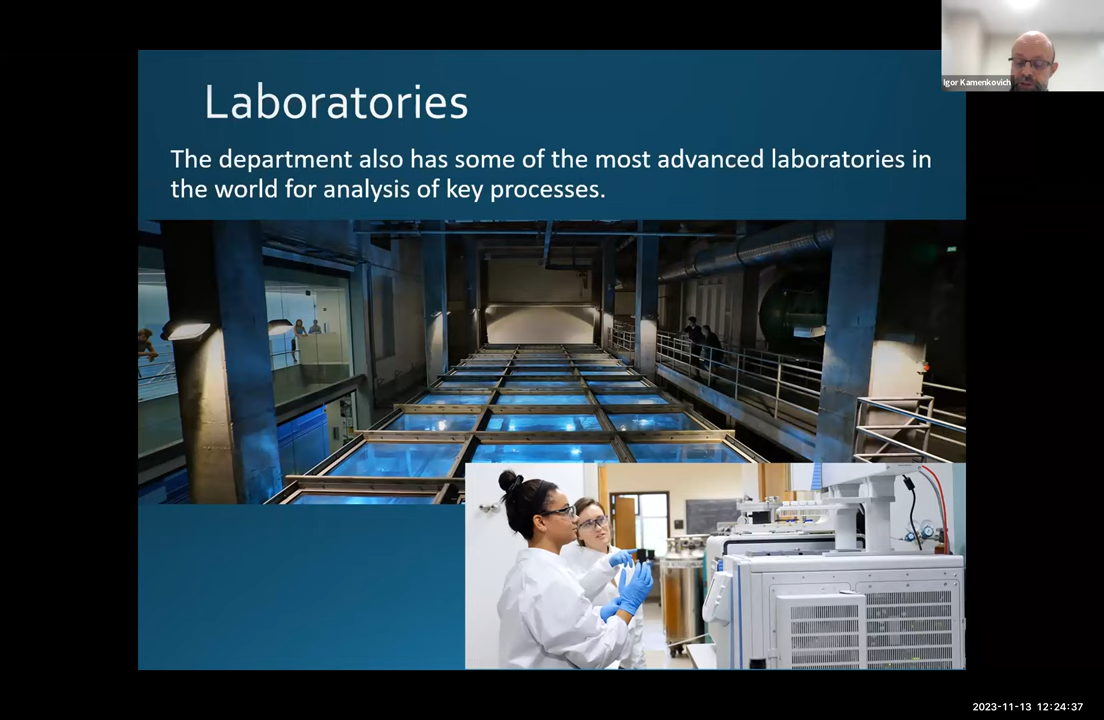 Laboratories
The department also has some of the most advanced laboratories in
the world for analysis of key processes.
Igor Kamenkovich
2023-11-13 12:24:37